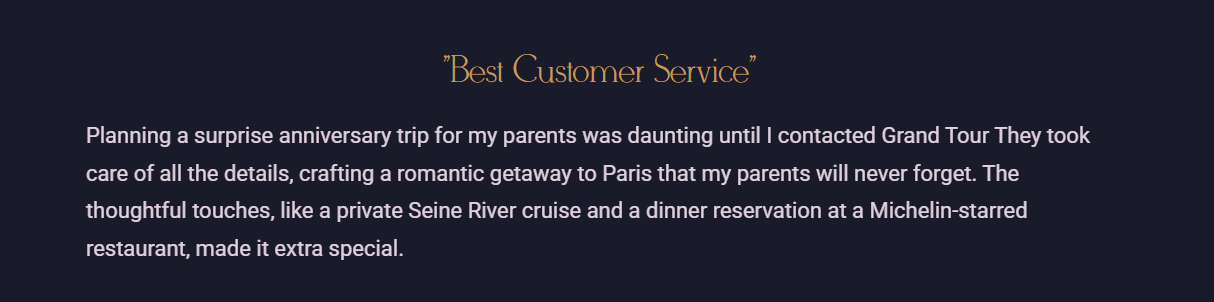 ”Best Customer Service”
Planning a surprise anniversary trip for my parents was daunting until I contacted Grand Tour They took
care of all the details, crafting a romantic getaway to Paris that my parents will never forget. The
thoughtful touches, like a private Seine River cruise and a dinner reservation at a Michelin-starred
restaurant, made it extra special.